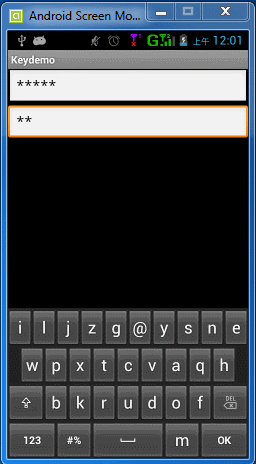 Android Screen Mo...
上午 12:01
Keydemo
*****
**
i l j z g @ y s n e
w p x t c v a q h
b k r u d o f DEL
123 #% m OK